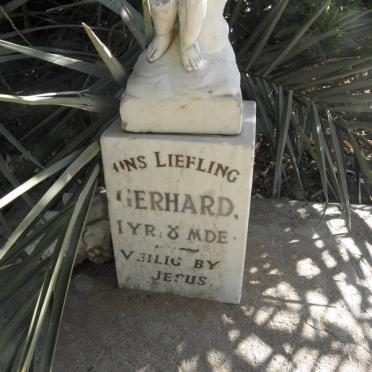 ONS LIEFLING
GERHARD.
1 YR. 8 MDE.
VEILIG BY
JESUS